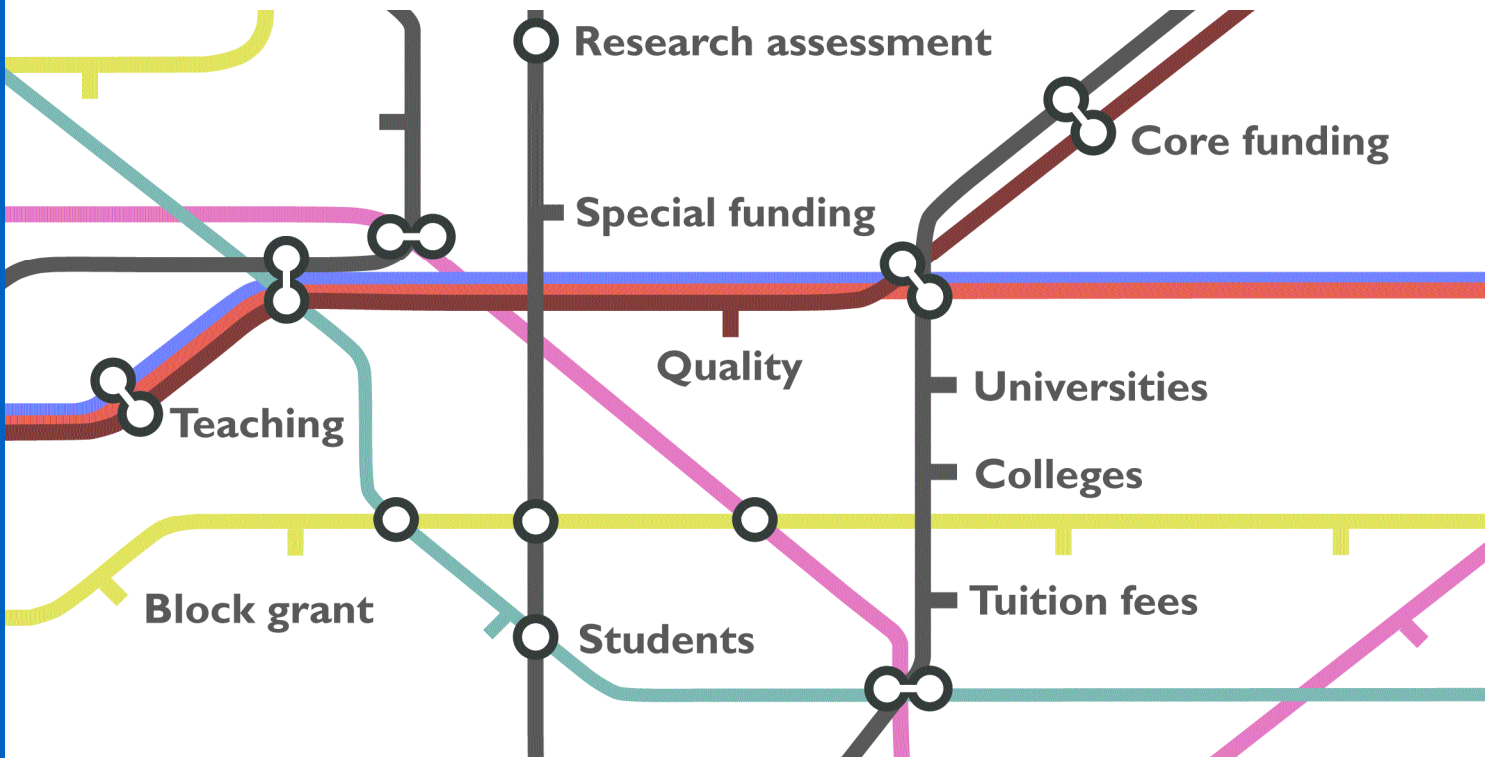 Research assessment
Core funding
Special funding
Quality
Universities
Teaching
Colleges
Tuition fees
Block grant
Students